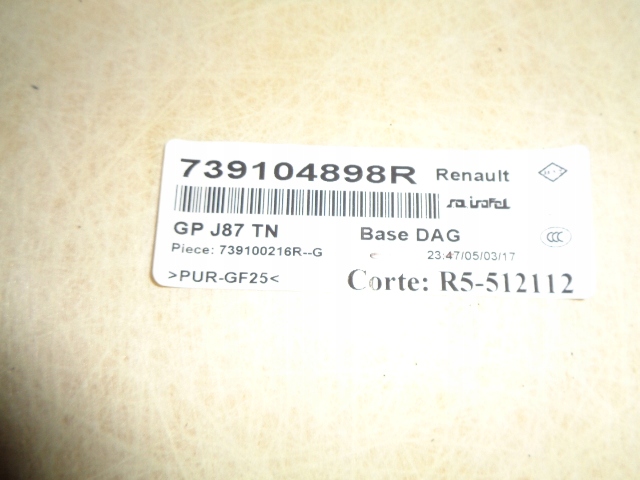 739104898R Renault
GP J87 TN Base DAG
Piece: 739100216R--G 23:47/05/03/17
>PUR-GF25< Corte: R5-512112